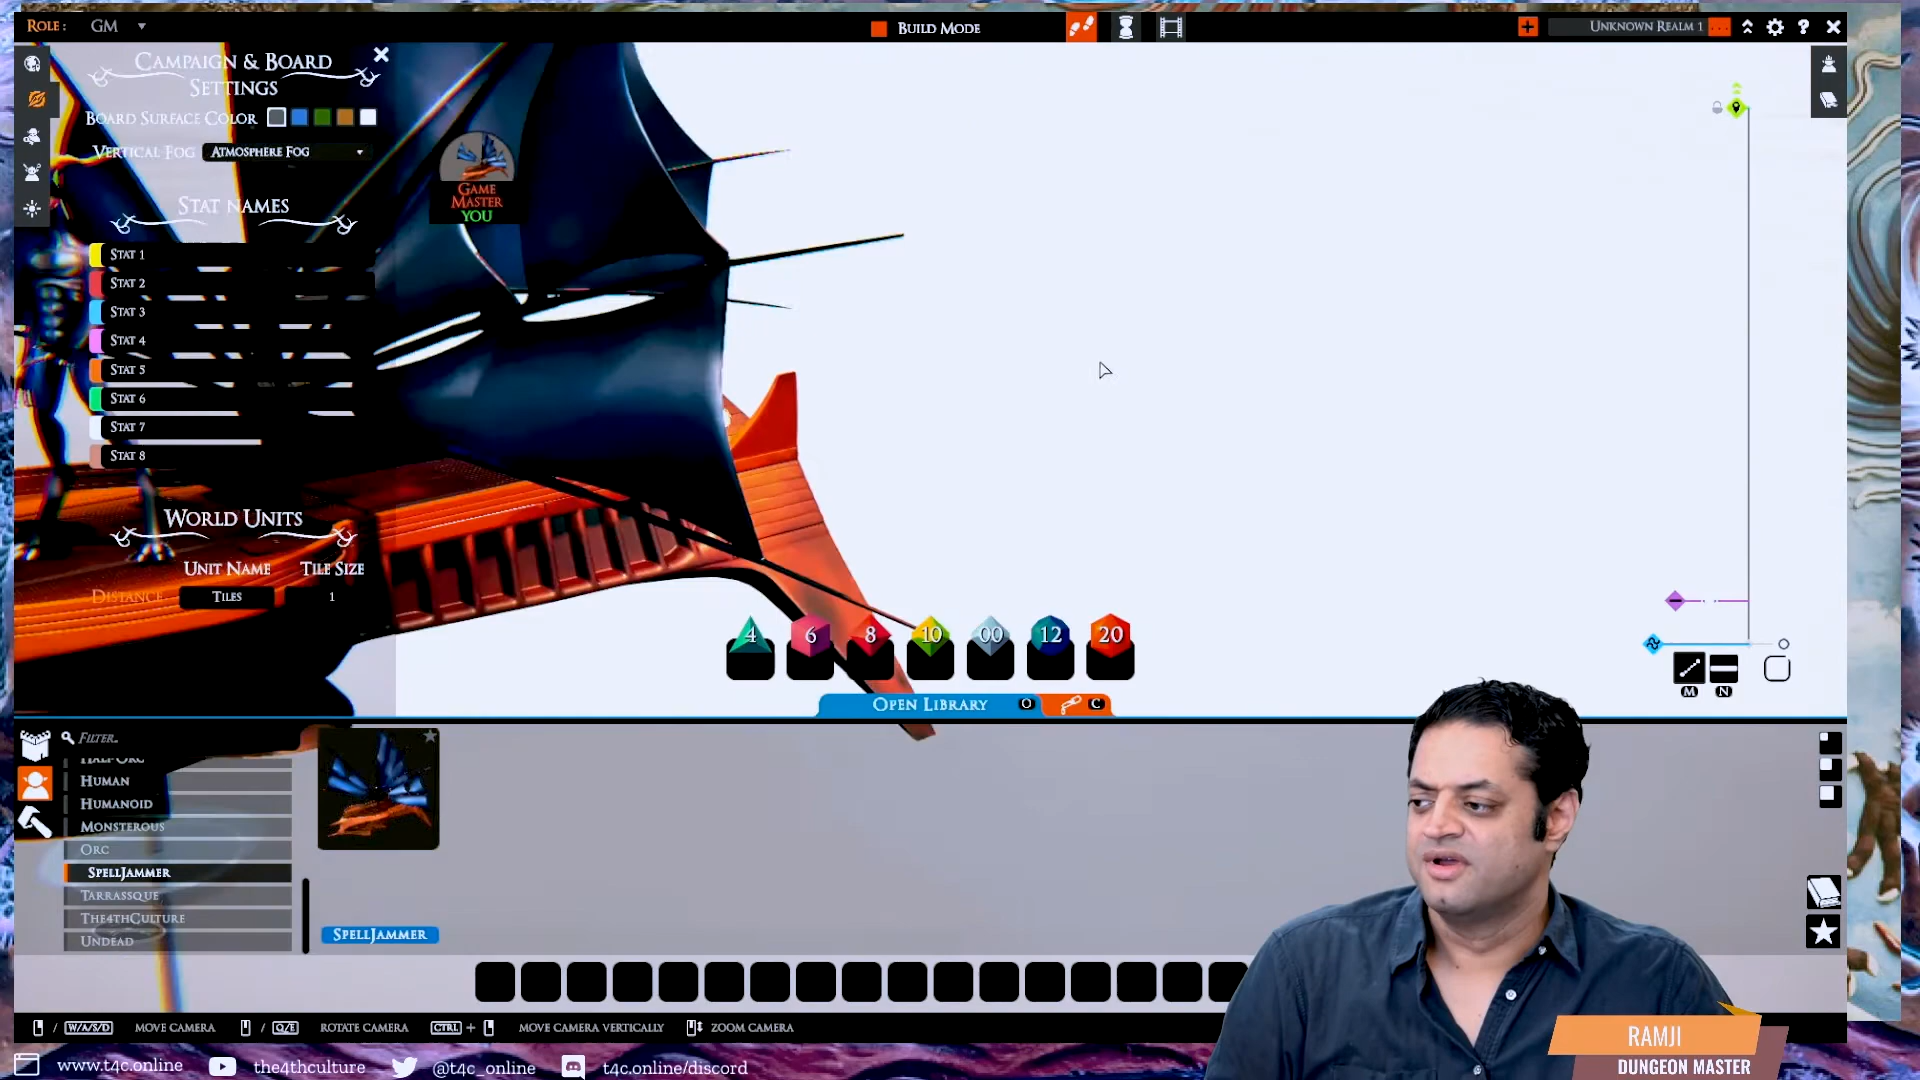 Role: GM
Build Mode
Unknown Realm 1 ...
?
Campaign & Board
Settings
Board Surface Color
Vertical Fog Atmosphere Fog
Game
Master
YOU
Stat names
Stat 1
Stat 2
Stat 3
Stat 4
Stat 5
Stat 6
Stat 7
Stat 8
World Units
Unit Name Tile Size
Distance Tiles 1
4 6 8 10 00 12 20
M N
Open Library O C
Filter..
Half-Orc
Human
Humanoid
Monsterous
Orc
SpellJammer
Tarrassque
The4thCulture
Undead
SpellJammer
/ W/A/S/D Move Camera / Q/E Rotate Camera Ctrl + Move Camera Vertically Zoom Camera
RAMJI
DUNGEON MASTER
www.t4c.online the4thculture @t4c_online t4c.online/discord